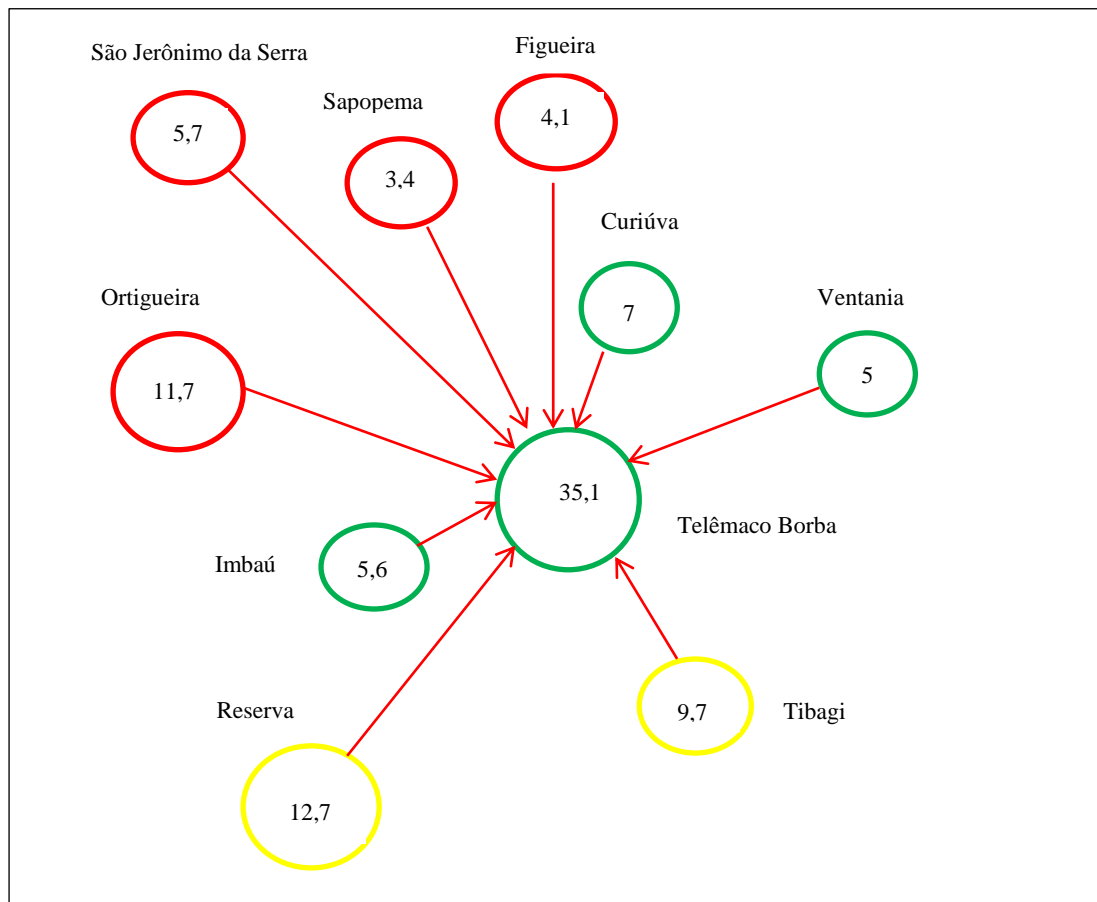 Figueira
São Jerônimo da Serra
Sapopema
4,1
5,7
3,4
Curiúva
Ortigueira
Ventania
7
5
11,7
35,1
Telêmaco Borba
Imbaú
5,6
Reserva
9,7
Tibagi
12,7